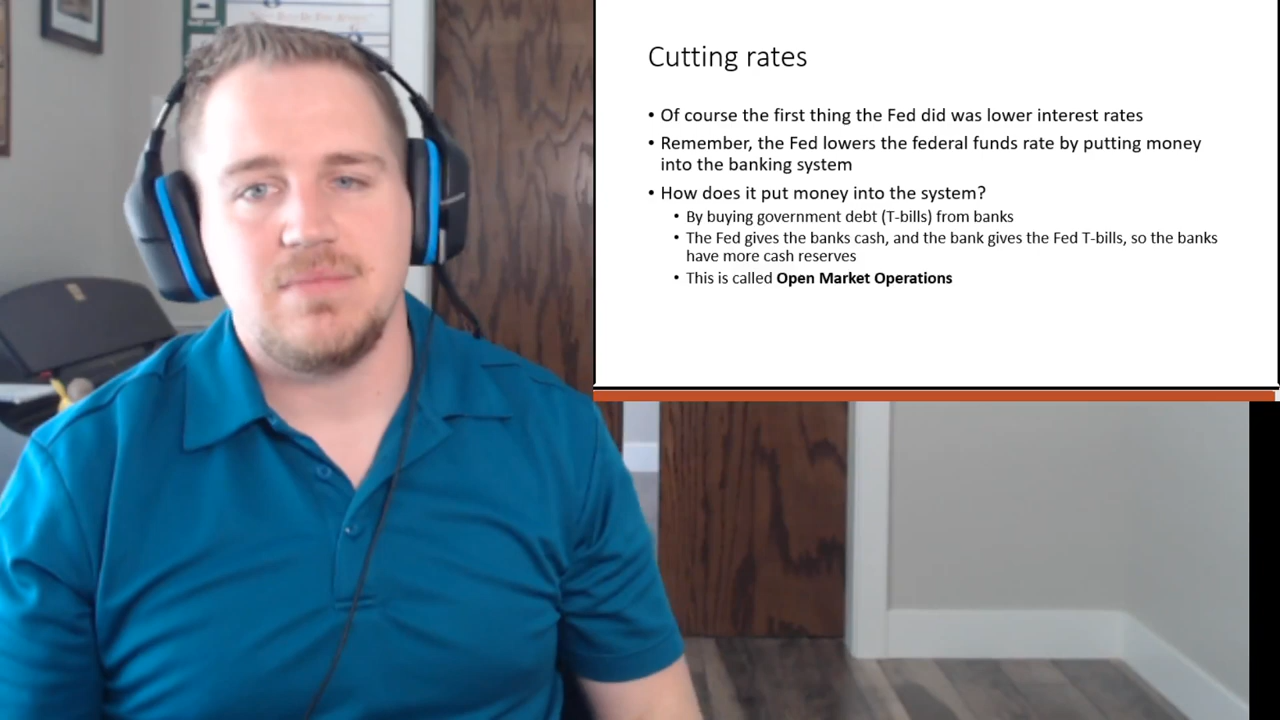 Cutting rates
• Of course the first thing the Fed did was lower interest rates
• Remember, the Fed lowers the federal funds rate by putting money
into the banking system
• How does it put money into the system?
• By buying government debt (T-bills) from banks
• The Fed gives the banks cash, and the bank gives the Fed T-bills, so the banks
have more cash reserves
• This is called Open Market Operations